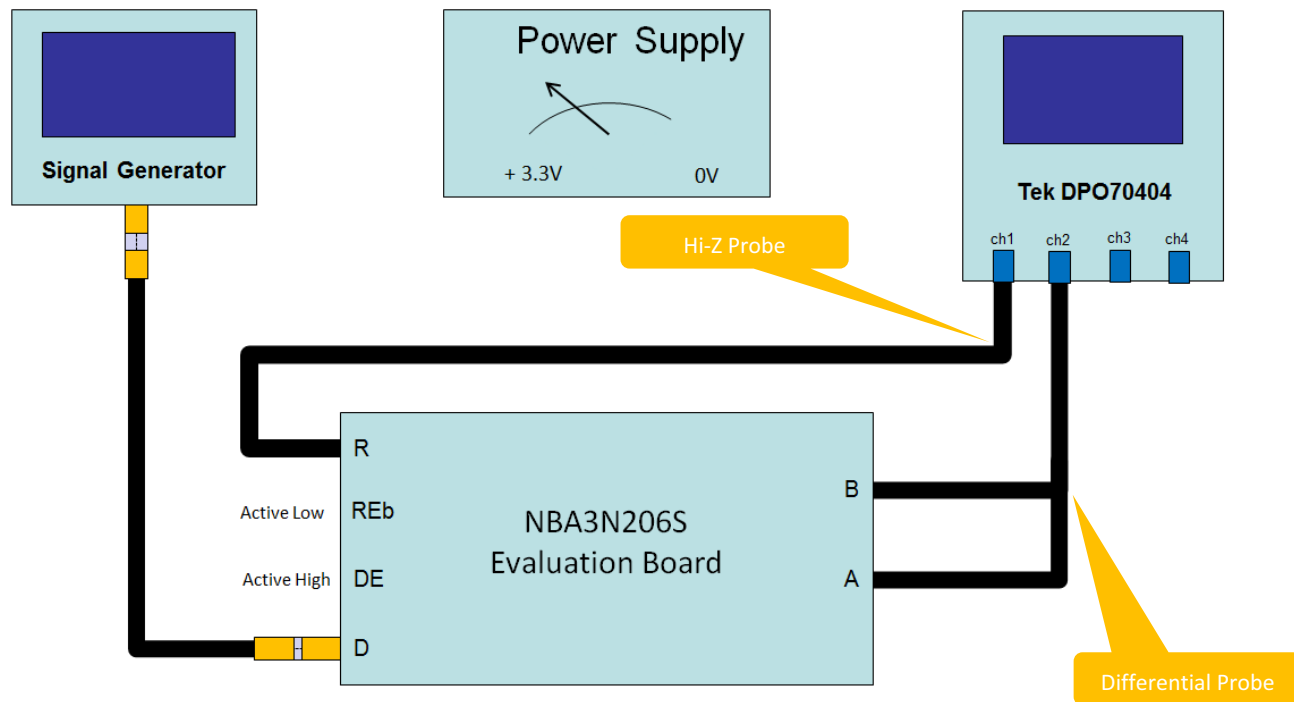 Signal Generator
Power Supply
+ 3.3V
0V
Tek DPO70404
ch1
ch2
ch3
ch4
Hi-Z Probe
R
Active Low
REb
Active High
DE
D
NBA3N206S
Evaluation Board
B
A
Differential Probe